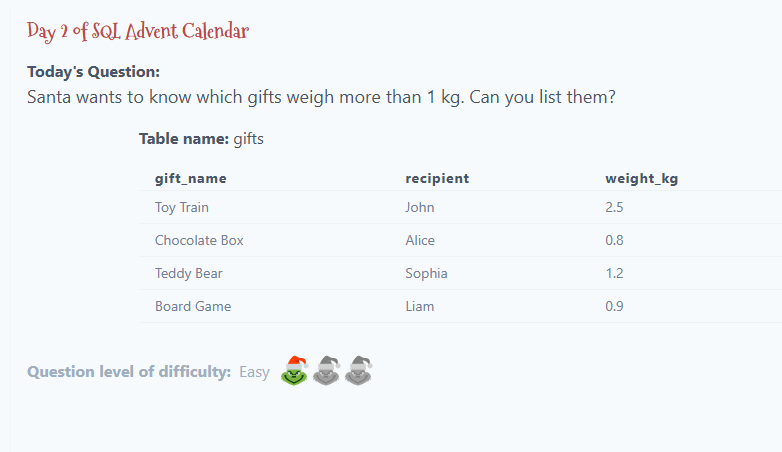 Day 2 of SQL Advent Calendar
Today's Question:
Santa wants to know which gifts weigh more than 1 kg. Can you list them?
Table name: gifts
gift_name recipient weight_kg
Toy Train John 2.5
Chocolate Box Alice 0.8
Teddy Bear Sophia 1.2
Board Game Liam 0.9
Question level of difficulty: Easy